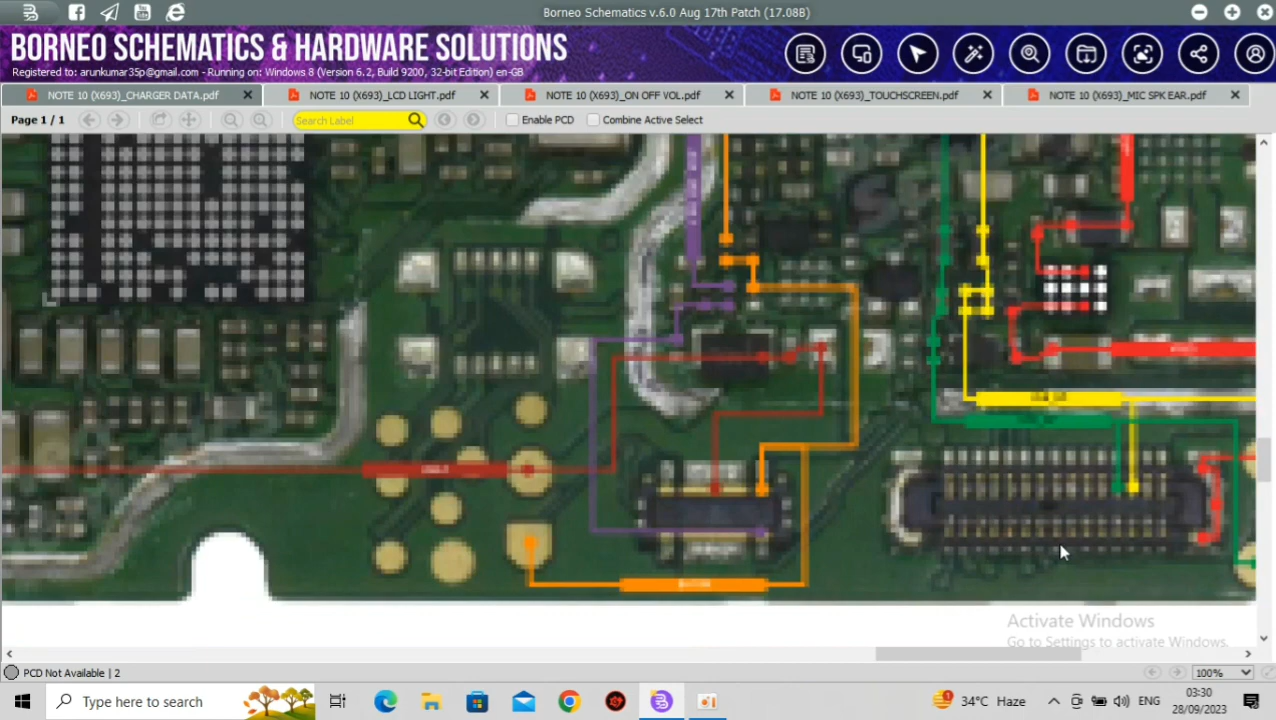 Borneo Schematics v.6.0 Aug 17th Patch (17.08B)
BORNEO SCHEMATICS & HARDWARE SOLUTIONS
Registered to: arunkumar35p@gmail.com - Running on: Windows 8 (Version 6.2, Build 9200, 32-bit Edition) en-GB
NOTE 10 (X693)_CHARGER DATA.pdf
NOTE 10 (X693)_LCD LIGHT.pdf
NOTE 10 (X693)_ON OFF VOL.pdf
NOTE 10 (X693)_TOUCHSCREEN.pdf
NOTE 10 (X693)_MIC SPK EAR.pdf
Page 1 / 1
Search Label
Enable PCD
Combine Active Select
Activate Windows
Go to Settings to activate Windows.
PCD Not Available | 2
100%
Type here to search
34°C Haze
ENG
03:30
28/09/2023